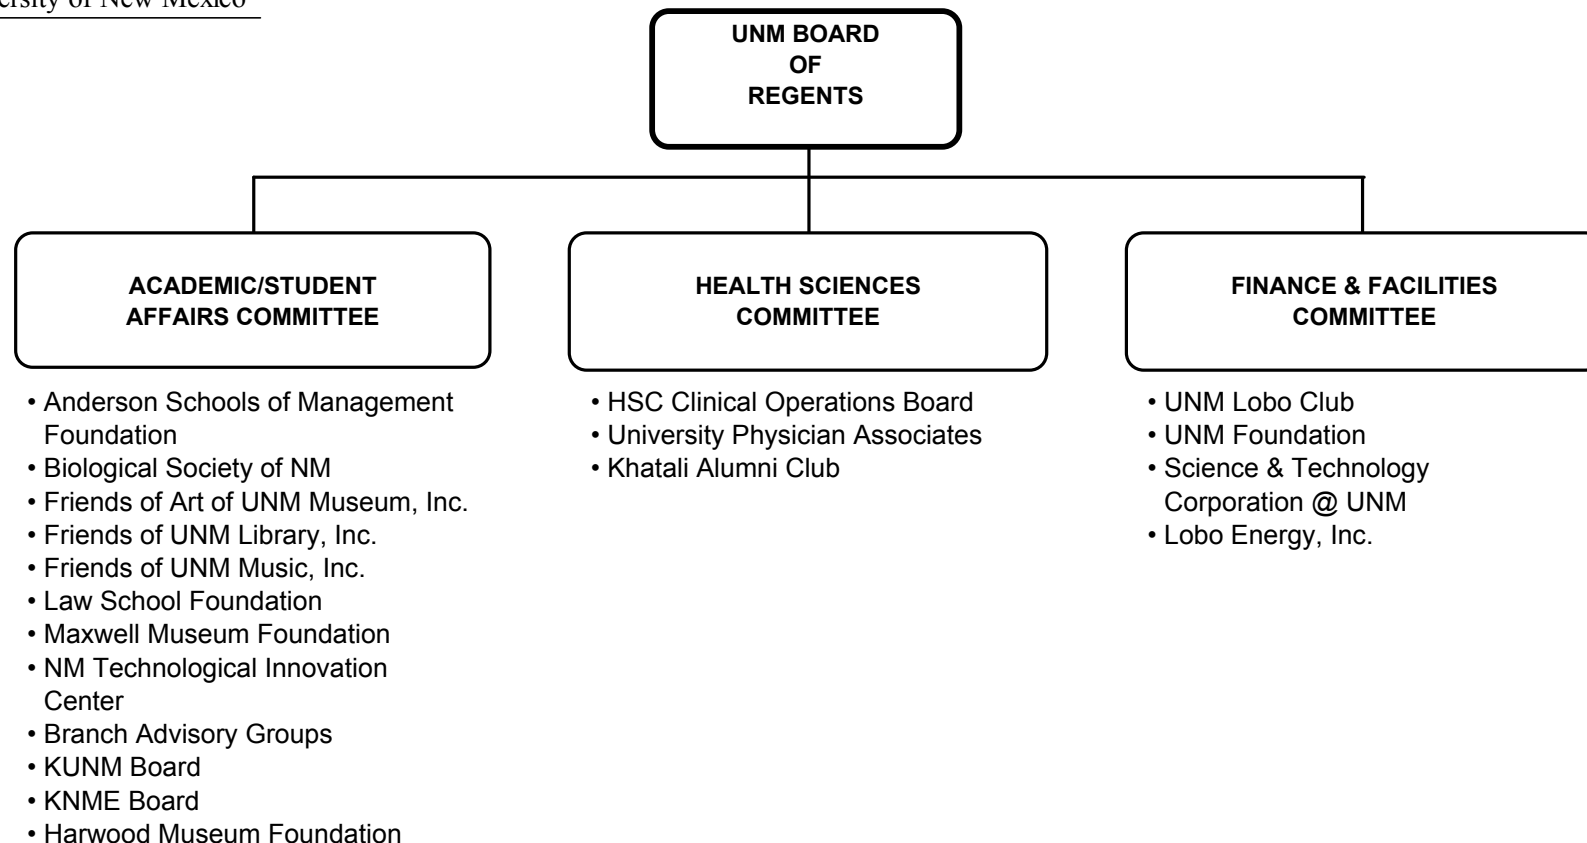 ersity of New Mexico
UNM BOARD
OF
REGENTS
ACADEMIC/STUDENT
AFFAIRS COMMITTEE
• Anderson Schools of Management
Foundation
• Biological Society of NM
• Friends of Art of UNM Museum, Inc.
• Friends of UNM Library, Inc.
• Friends of UNM Music, Inc.
• Law School Foundation
• Maxwell Museum Foundation
• NM Technological Innovation
Center
• Branch Advisory Groups
• KUNM Board
• KNME Board
• Harwood Museum Foundation
HEALTH SCIENCES
COMMITTEE
• HSC Clinical Operations Board
• University Physician Associates
• Khatali Alumni Club
FINANCE & FACILITIES
COMMITTEE
• UNM Lobo Club
• UNM Foundation
• Science & Technology
Corporation @ UNM
• Lobo Energy, Inc.